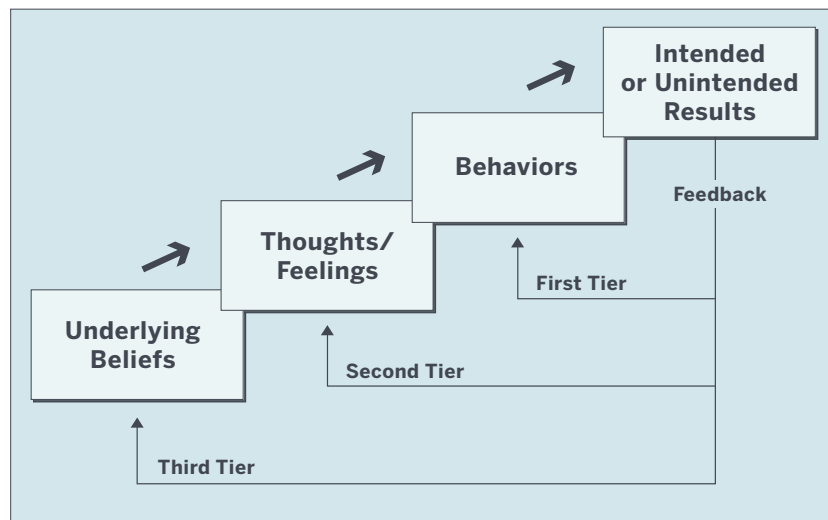 Intended
or Unintended
Results
Behaviors
Feedback
Thoughts/
Feelings
First Tier
Underlying
Beliefs
Second Tier
Third Tier